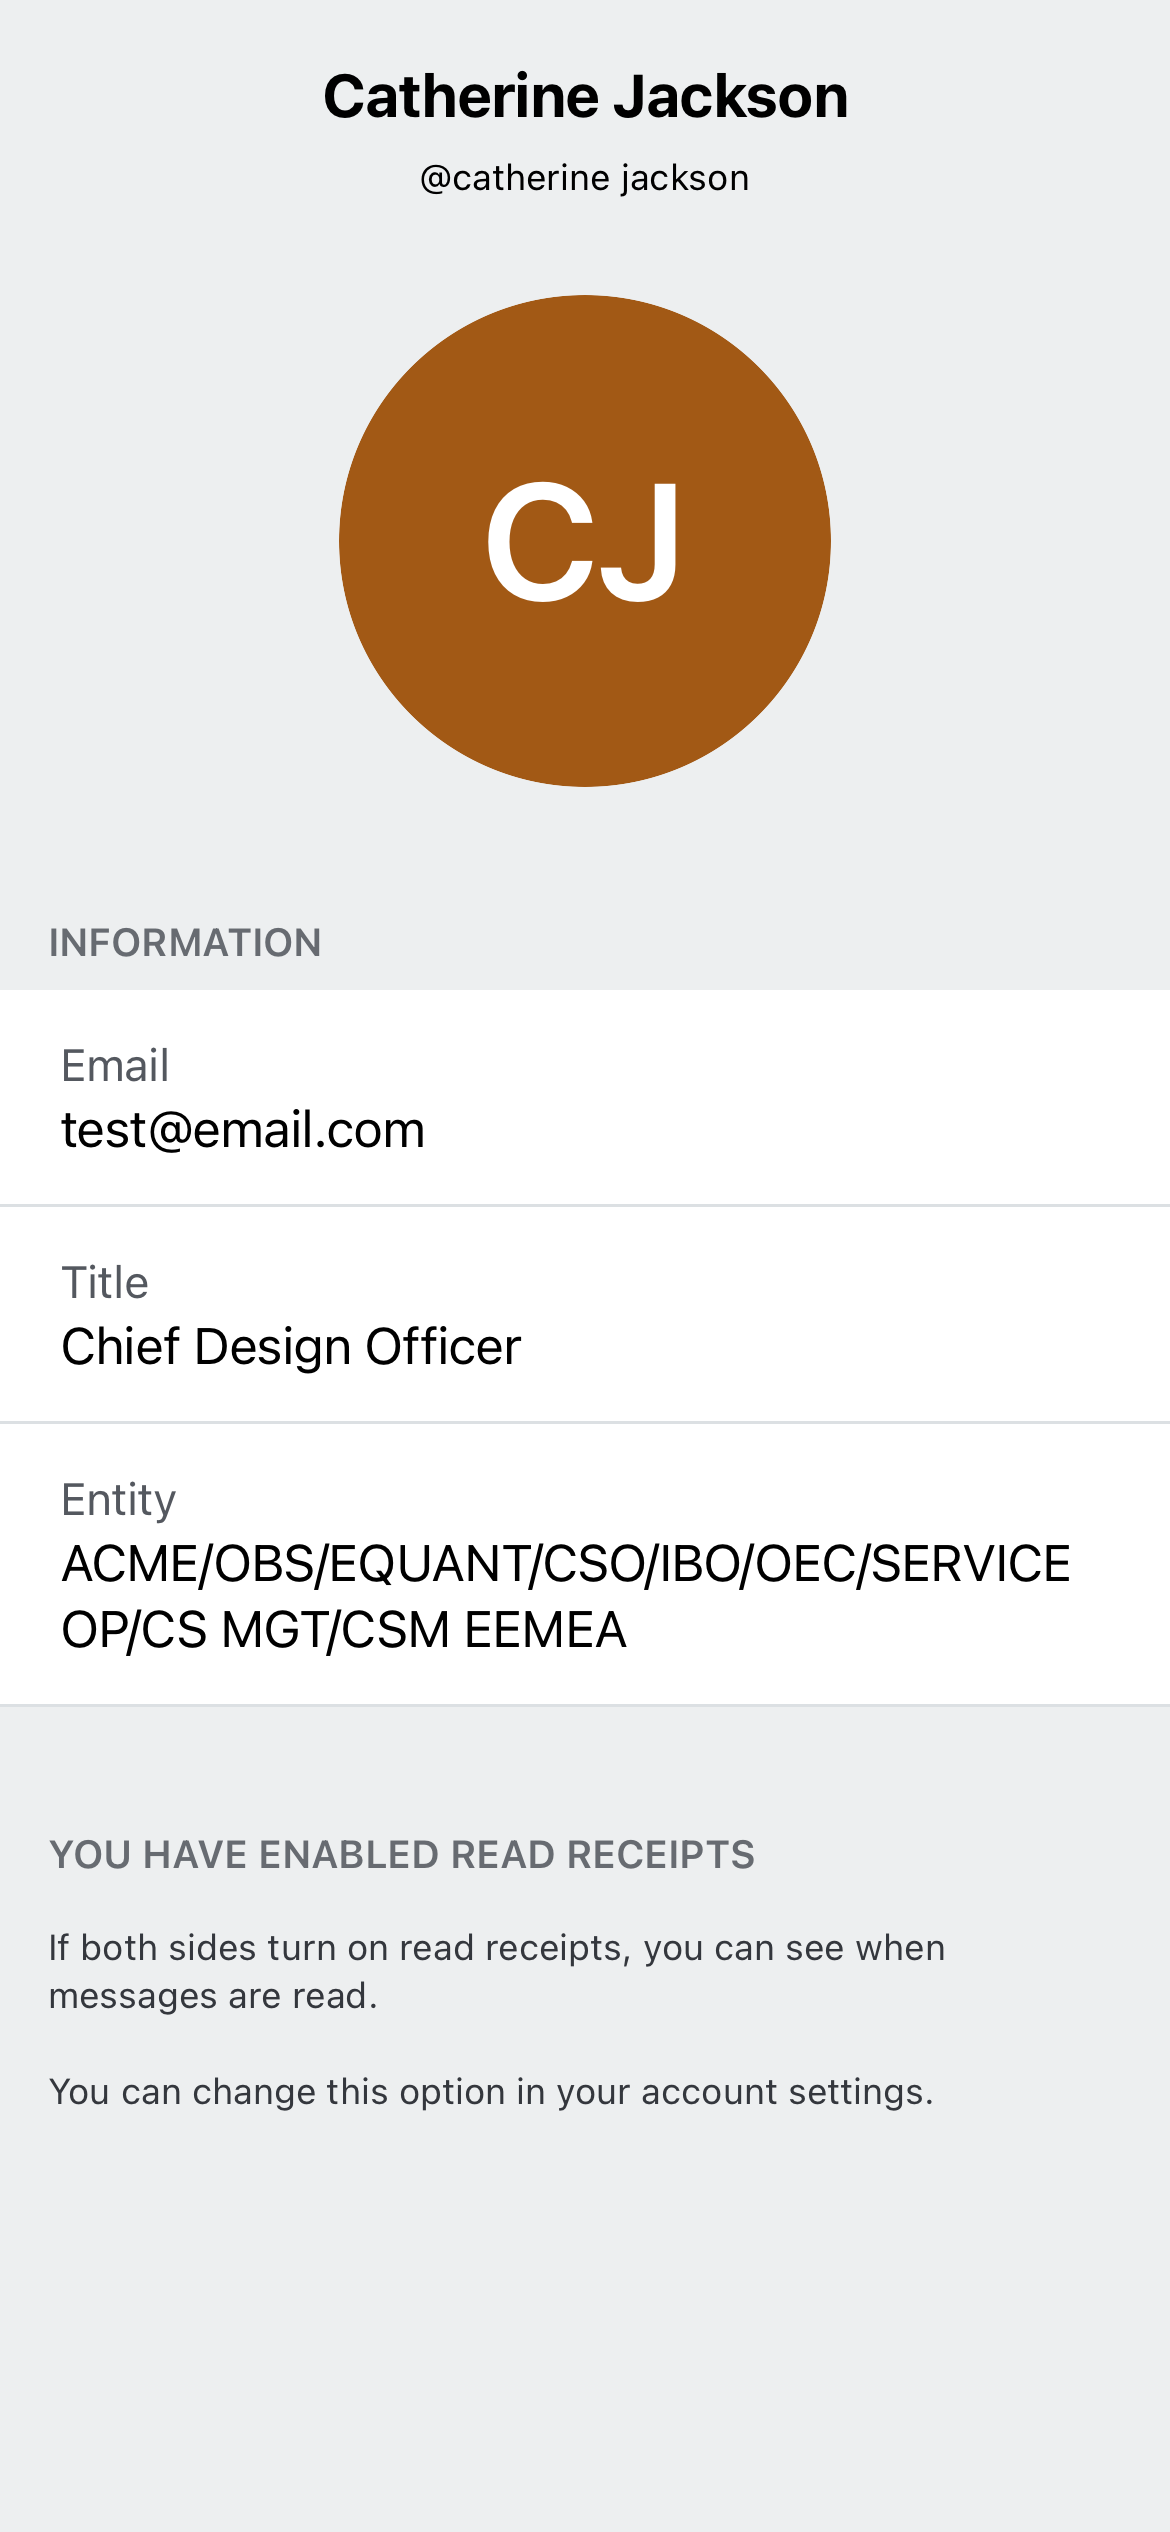 Catherine Jackson
@catherine jackson
CJ
INFORMATION
Email
test@email.com
Title
Chief Design Officer
Entity
ACME/OBS/EQUANT/CSO/IBO/OEC/SERVICE
OP/CS MGT/CSM EEMEA
YOU HAVE ENABLED READ RECEIPTS
If both sides turn on read receipts, you can see when
messages are read.
You can change this option in your account settings.